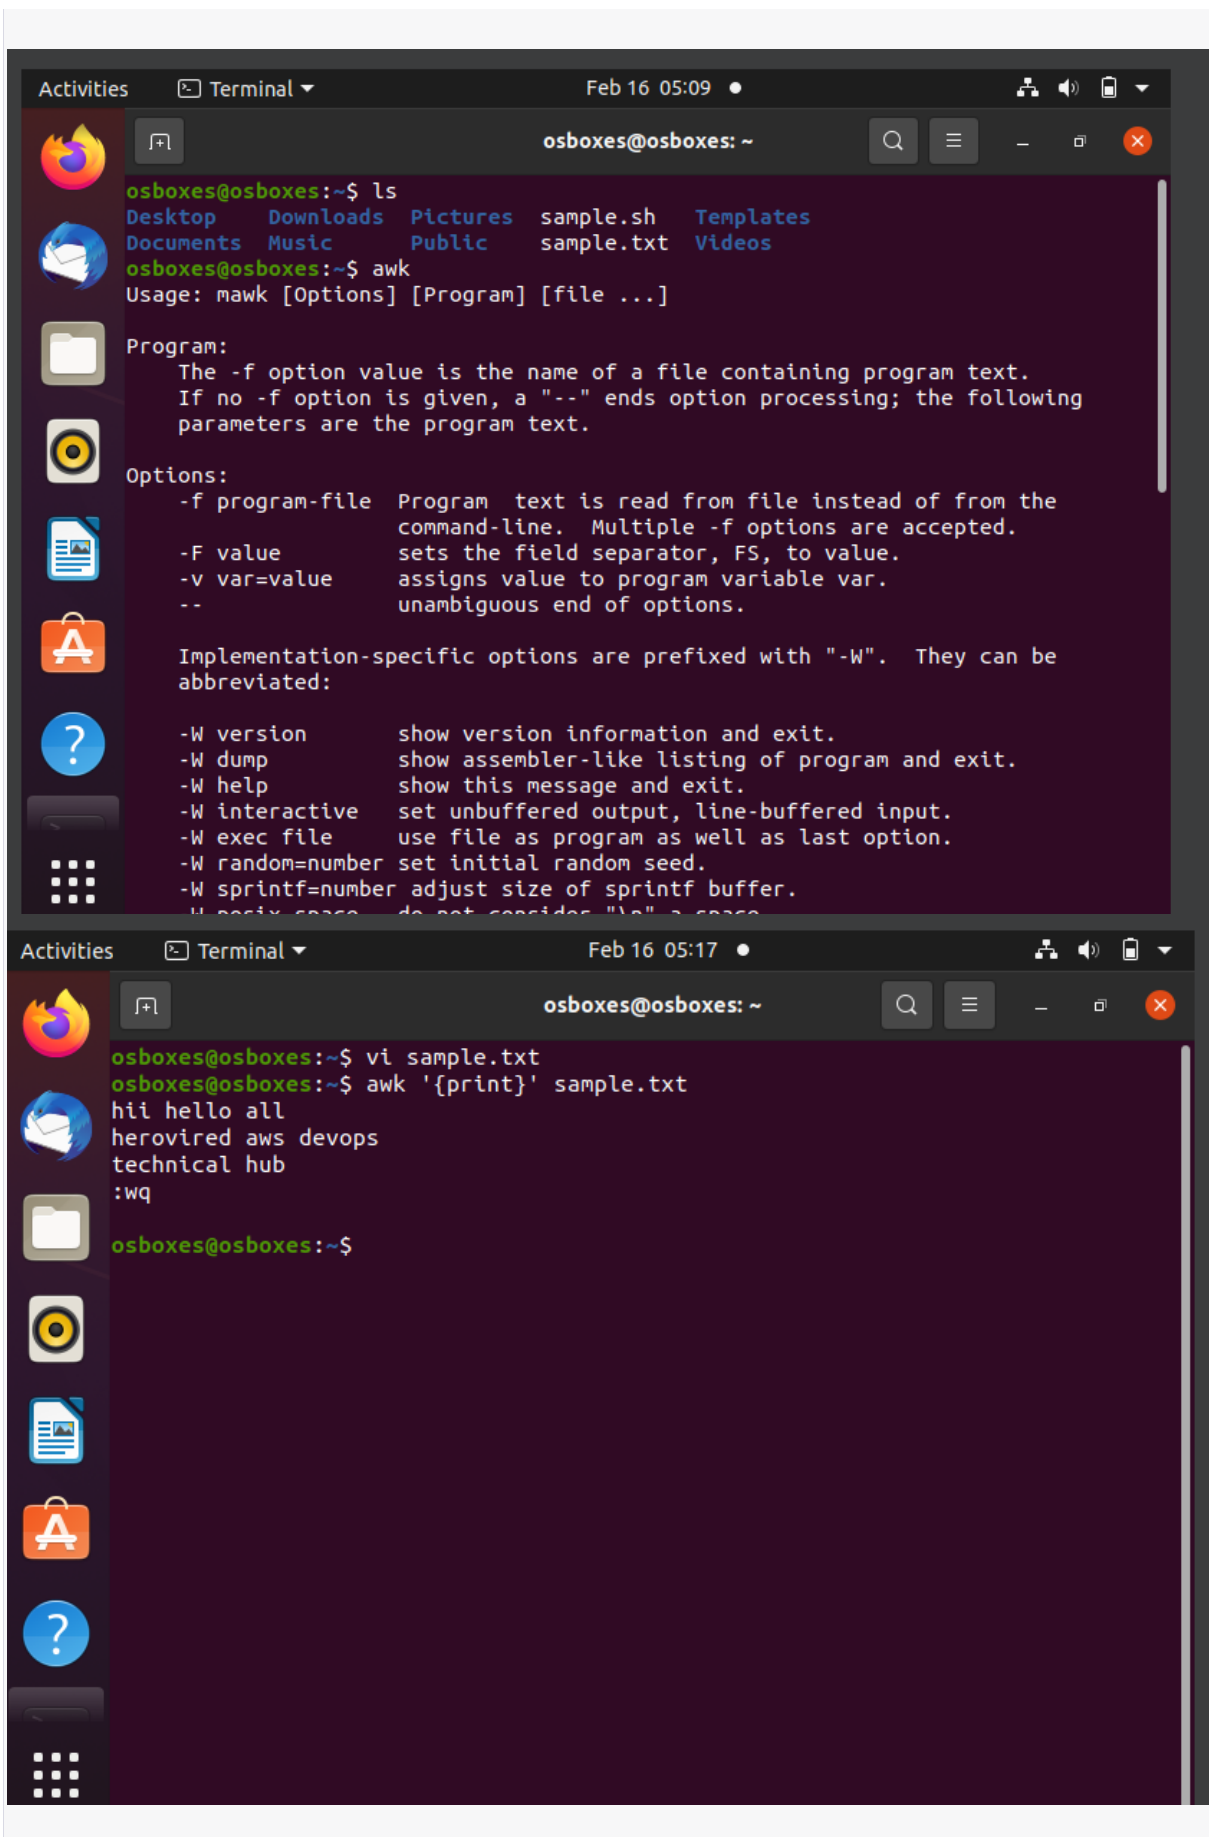 Activities Terminal Feb 16 05:09
osboxes@osboxes: ~
osboxes@osboxes:~$ ls
Desktop Downloads Pictures sample.sh Templates
Documents Music Public sample.txt Videos
osboxes@osboxes:~$ awk
Usage: mawk [Options] [Program] [file ...]
Program:
The -f option value is the name of a file containing program text.
If no -f option is given, a "--" ends option processing; the following
parameters are the program text.
Options:
-f program-file Program text is read from file instead of from the
command-line. Multiple -f options are accepted.
-F value sets the field separator, FS, to value.
-v var=value assigns value to program variable var.
-- unambiguous end of options.
Implementation-specific options are prefixed with "-W". They can be
abbreviated:
-W version show version information and exit.
-W dump show assembler-like listing of program and exit.
-W help show this message and exit.
-W interactive set unbuffered output, line-buffered input.
-W exec file use file as program as well as last option.
-W random=number set initial random seed.
-W sprintf=number adjust size of sprintf buffer.
-W posix_space do not consider "\n" a space.
Activities Terminal Feb 16 05:17
osboxes@osboxes: ~
osboxes@osboxes:~$ vi sample.txt
osboxes@osboxes:~$ awk '{print}' sample.txt
hii hello all
herovired aws devops
technical hub
:wq
osboxes@osboxes:~$